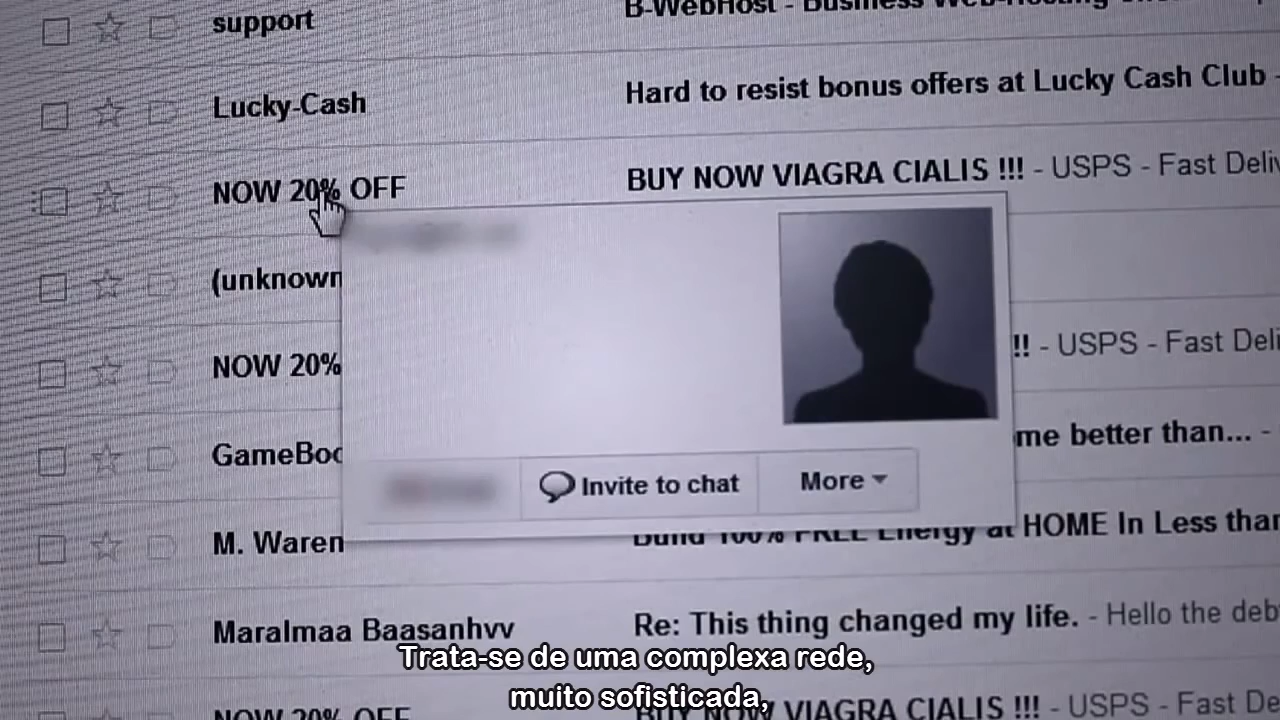 support B-WebHost - Business Web-Hosting
Lucky-Cash Hard to resist bonus offers at Lucky Cash Club -
NOW 20% OFF BUY NOW VIAGRA CIALIS !!! - USPS - Fast Deliv
(unknown
NOW 20% !! - USPS - Fast Deli
GameBoo me better than... -
Invite to chat More
M. Waren Build 100% FREE Energy at HOME In Less than
Maralmaa Baasanhvv Re: This thing changed my life. - Hello the deb
Trata-se de uma complexa rede,
muito sofisticada,
NOW 20% OFF BUY NOW VIAGRA CIALIS !!! - USPS - Fast De